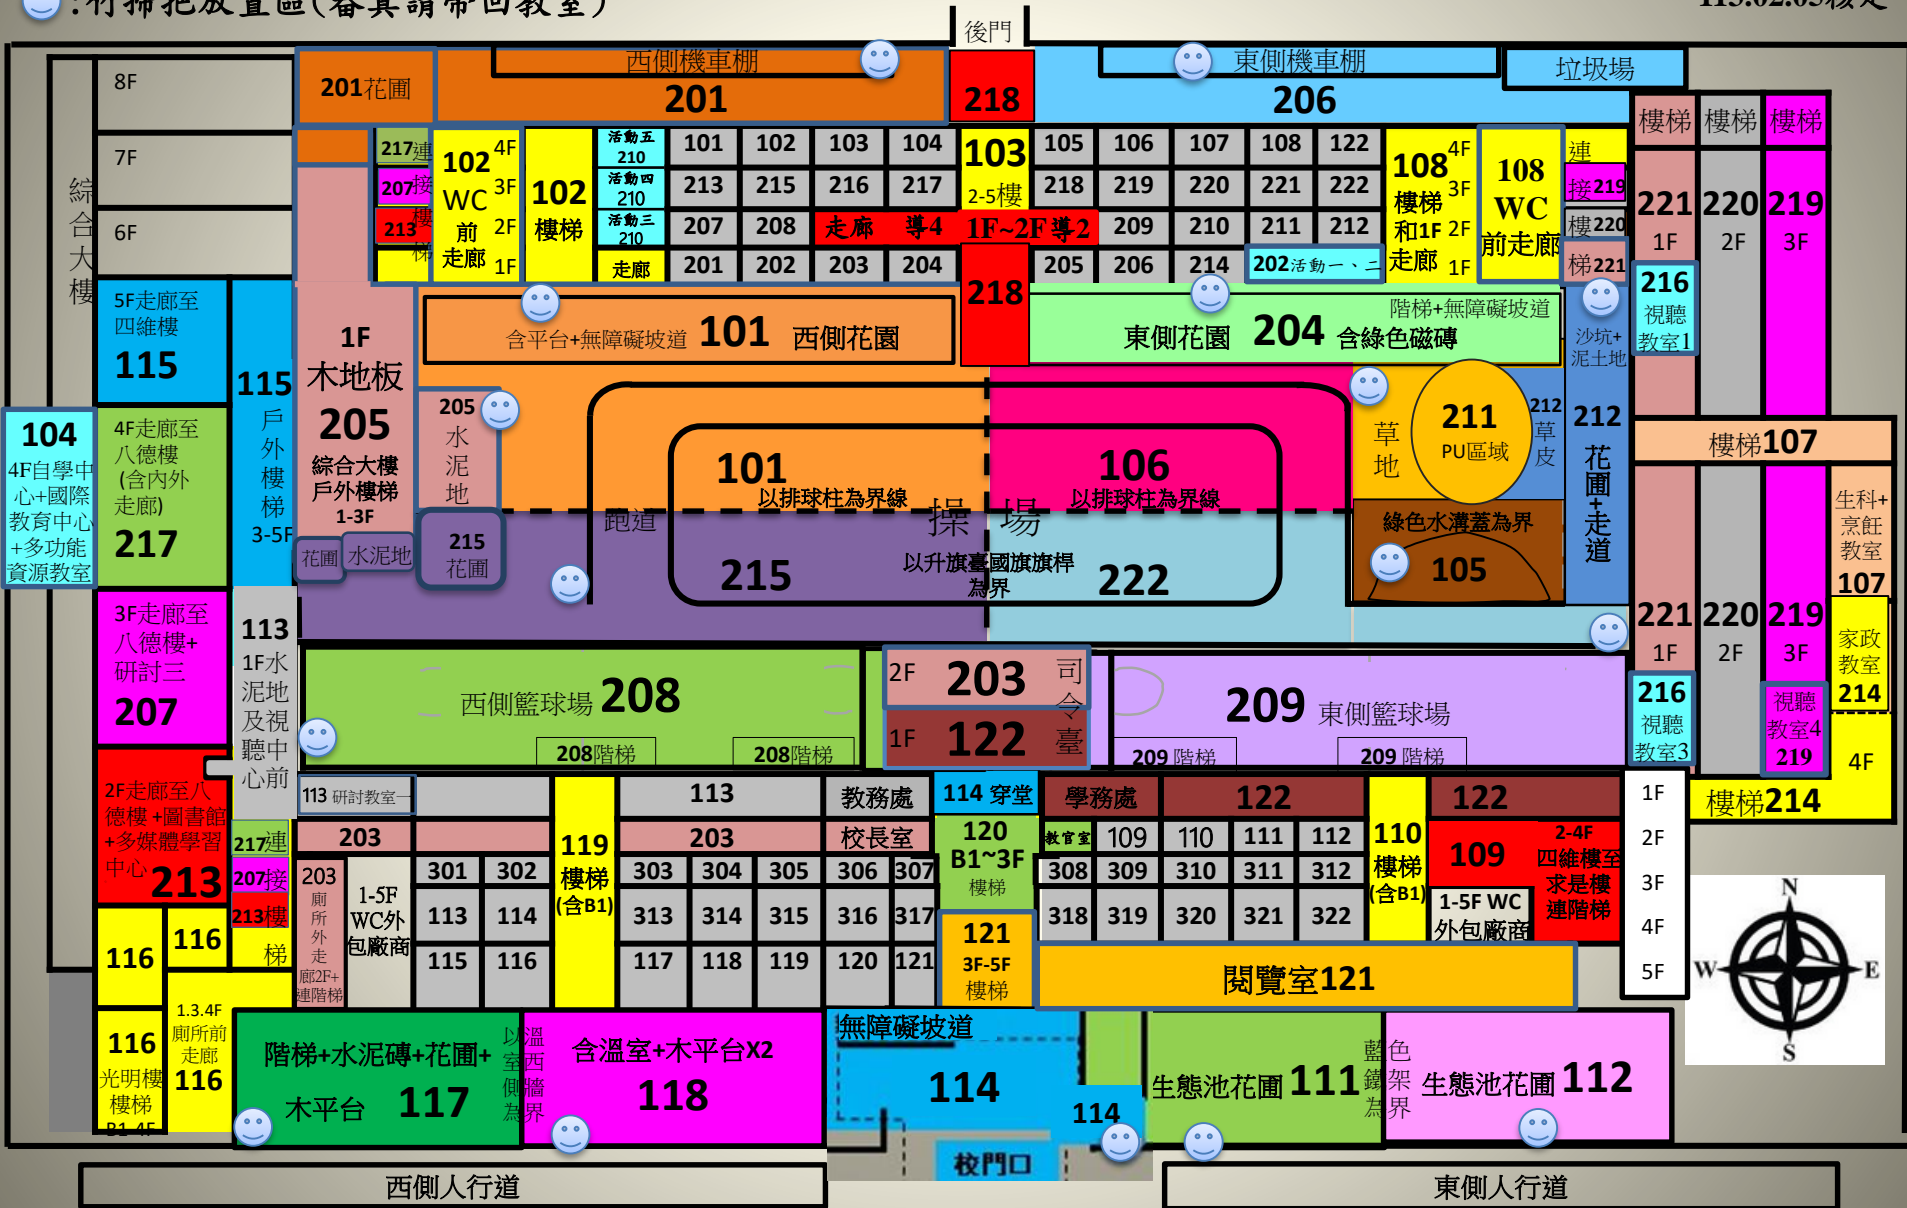 :竹掃把放置區(畚箕請帶回教室)
113.02.05核定
後門
西側機車棚
東側機車棚
垃圾場
201花圃
201
218
206
綜合大樓
8F
7F
6F
217連
207接
213樓
梯
102
WC
前
走廊
4F
3F
2F
1F
102
樓梯
活動五
210
101
102
103
104
103
2-5樓
105
106
107
108
122
活動四
210
213
215
216
217
218
219
220
221
222
活動三
210
207
208
走廊 導4
1F~2F導2
209
210
211
212
走廊
201
202
203
204
205
206
214
202活動一、二
108
樓梯
和1F
走廊
4F
3F
2F
1F
108
WC
前走廊
連
接219
樓220
梯221
樓梯
樓梯
樓梯
221
1F
220
2F
219
3F
216
視聽
教室1
5F走廊至
四維樓
115
115
戶外樓梯
3-5F
1F
木地板
205
綜合大樓
戶外樓梯
1-3F
花圃
水泥地
含平台+無障礙坡道 101 西側花園
218
階梯+無障礙坡道
東側花園 204 含綠色磁磚
沙坑+
泥土地
205
水泥地
215
花圃
101
以排球柱為界線
106
以排球柱為界線
跑道
操場
以升旗臺國旗旗桿
為界
215
222
草地
211
PU區域
212
草皮
212
花圃+走道
綠色水溝蓋為界
105
104
4F自學中
心+國際
教育中心
+多功能
資源教室
4F走廊至
八德樓
(含內外
走廊)
217
3F走廊至
八德樓+
研討三
207
113
1F水
泥地
及視
聽中
心前
樓梯107
生科+
烹飪
教室
107
221
1F
220
2F
219
3F
家政
教室
214
216
視聽
教室3
視聽
教室4
219
4F
樓梯214
西側籃球場 208
208階梯
208階梯
2F 203
1F 122
司令臺
209 東側籃球場
209 階梯
209 階梯
2F走廊至八
德樓+圖書館
+多媒體學習
中心 213
217連
207接
213樓
梯
113 研討教室一
113
教務處
114 穿堂
學務處
122
122
203
203
校長室
119
樓梯
(含B1)
120
B1~3F
樓梯
教官室
109
110
111
112
110
樓梯
(含B1)
109
2-4F
四維樓至
求是樓
連階梯
203
廁所外走
廊2F+
連階梯
1-5F
WC外
包廠商
301
302
303
304
305
306
307
308
309
310
311
312
113
114
313
314
315
316
317
318
319
320
321
322
1-5F WC
外包廠商
115
116
117
118
119
120
121
121
3F-5F
樓梯
閱覽室121
1F
2F
3F
4F
5F
N
W
E
S
116
116
116
光明樓
樓梯
B1-4F
1.3.4F
廁所前
走廊
116
階梯+水泥磚+花圃+
木平台 117
以溫
室西
側牆
為界
含溫室+木平台X2
118
無障礙坡道
114
114
校門口
生態池花圃 111
藍色
鐵架
為界
生態池花圃 112
西側人行道
東側人行道